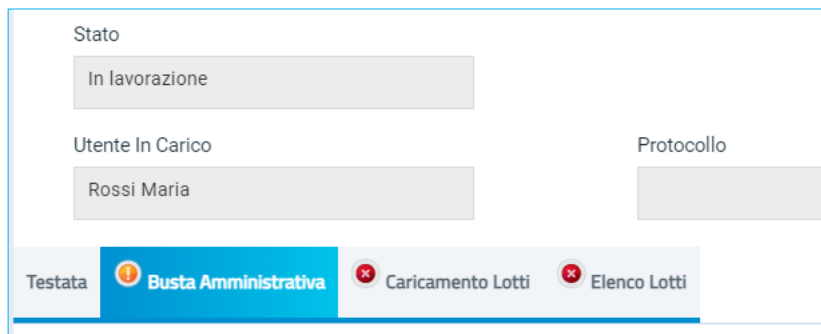 Stato
In lavorazione
Utente In Carico
Protocollo
Rossi Maria
Testata Busta Amministrativa Caricamento Lotti Elenco Lotti